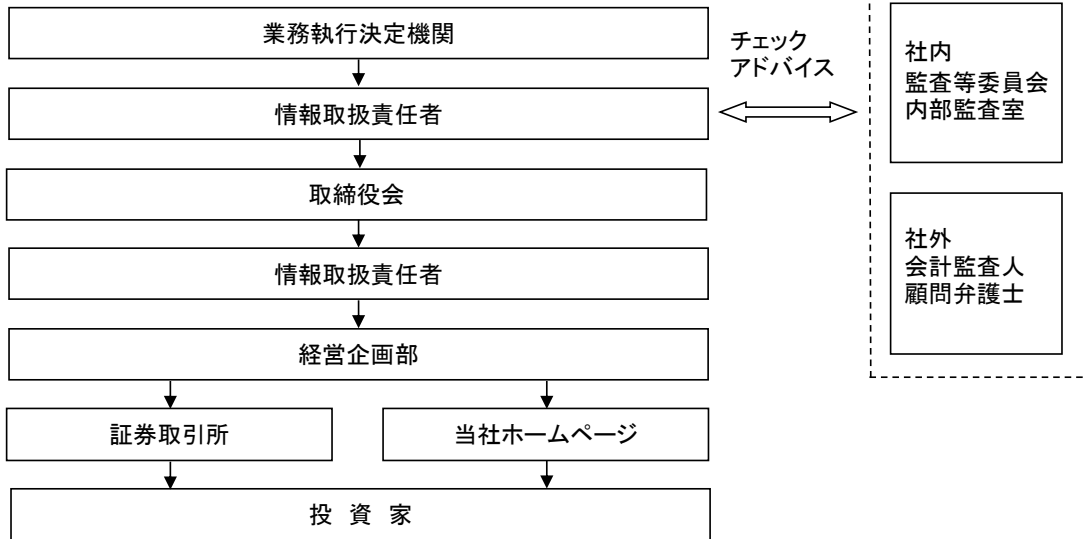 業務執行決定機関
チェック
アドバイス
社内
監査等委員会
内部監査室
情報取扱責任者
取締役会
社外
会計監査人
顧問弁護士
情報取扱責任者
経営企画部
証券取引所
当社ホームページ
投 資 家